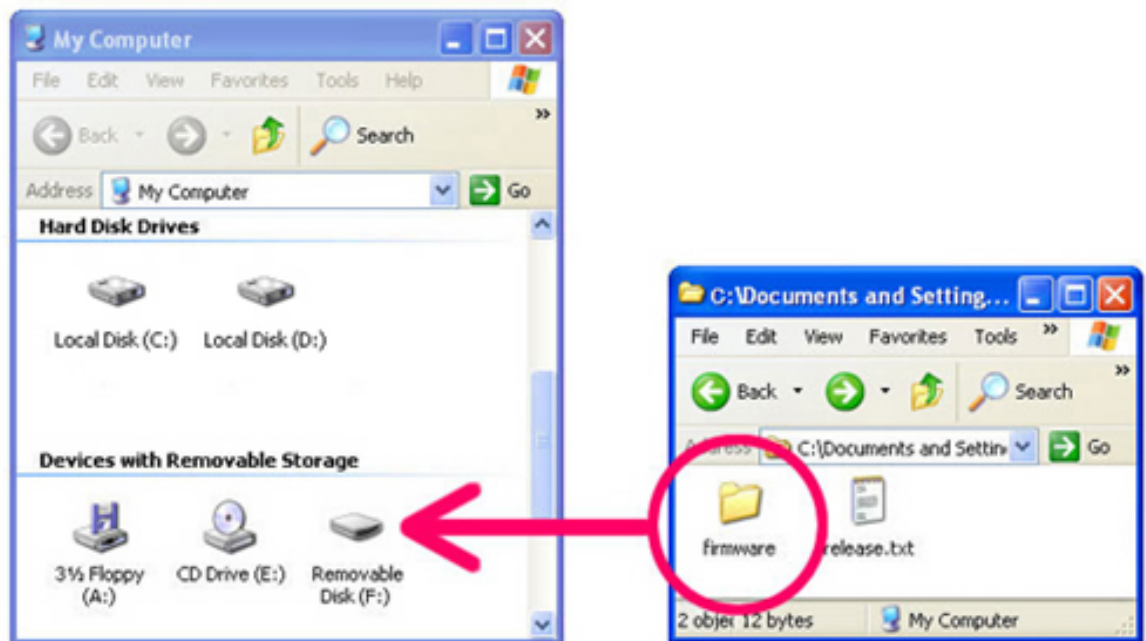 My Computer
File Edit View Favorites Tools Help
Back Search »
Address My Computer Go
Hard Disk Drives
Local Disk (C:) Local Disk (D:)
Devices with Removable Storage
3½ Floppy (A:)
CD Drive (E:)
Removable Disk (F:)
C:\Documents and Setting...
File Edit View Favorites Tools »
Back Search »
C:\Documents and Settin Go
firmware release.txt
2 objec 12 bytes My Computer